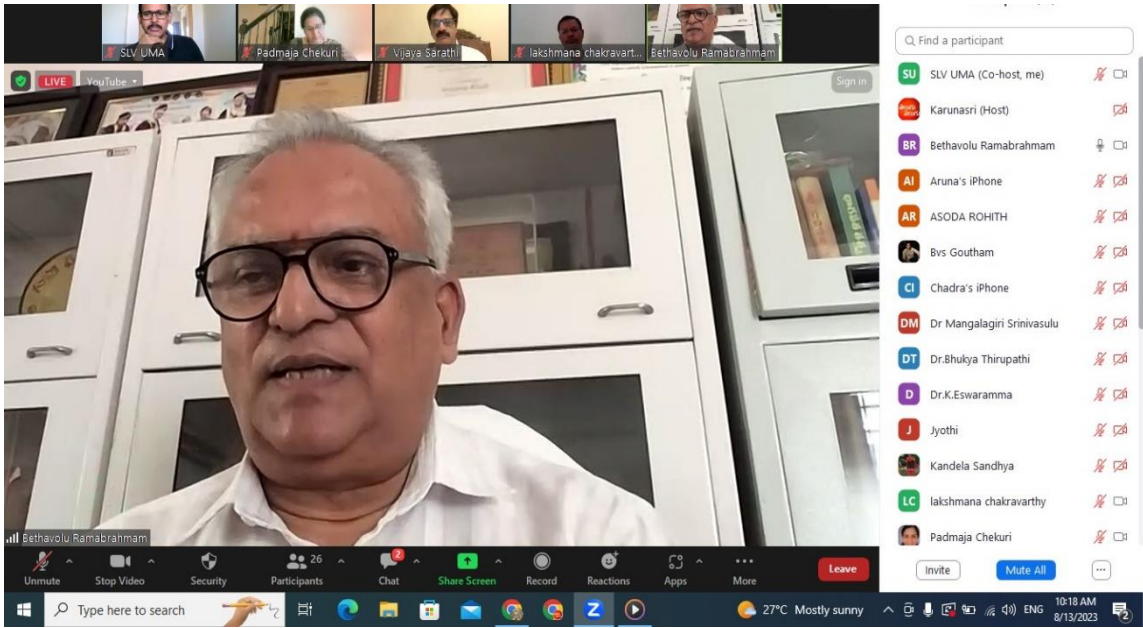 SLV UMA
Padmaja Chekuri
Vijaya Sarathi
lakshmana chakravart...
Bethavolu Ramabrahmam
LIVE
YouTube
Sign in
Bethavolu Ramabrahmam
Unmute
Stop Video
Security
26
Participants
2
Chat
Share Screen
Record
Reactions
Apps
More
Leave
Find a participant
SU SLV UMA (Co-host, me)
Karunasri (Host)
BR Bethavolu Ramabrahmam
AI Aruna's iPhone
AR ASODA ROHITH
Bvs Goutham
CI Chadra's iPhone
DM Dr Mangalagiri Srinivasulu
DT Dr.Bhukya Thirupathi
D Dr.K.Eswaramma
J Jyothi
Kandela Sandhya
LC lakshmana chakravarthy
Padmaja Chekuri
Invite
Mute All
Type here to search
Z
27°C Mostly sunny
ENG
10:18 AM
8/13/2023
2